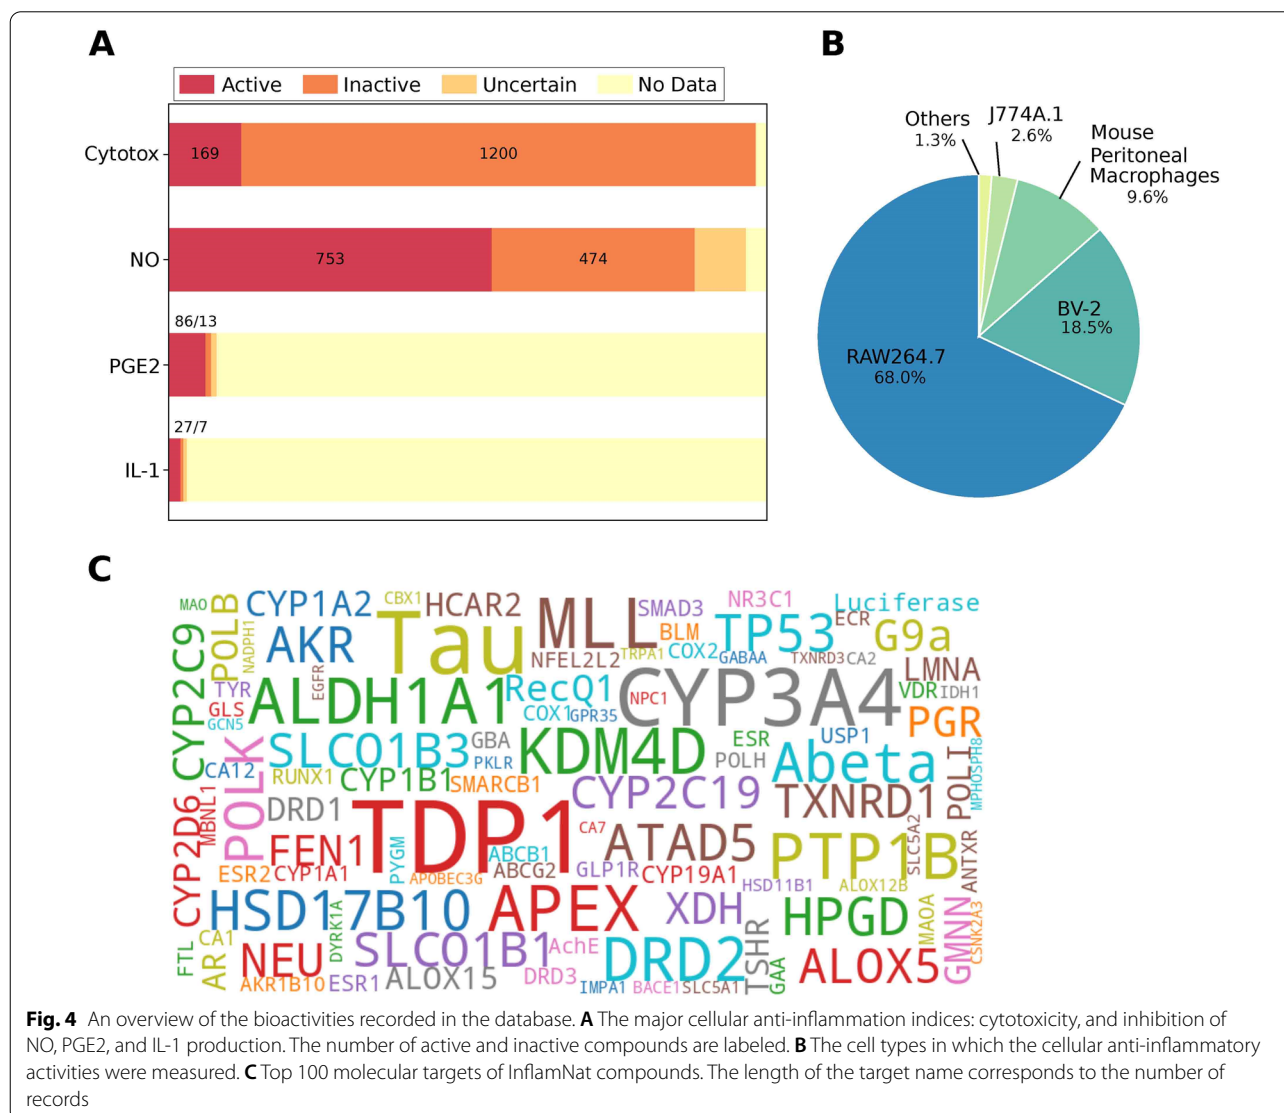 A
B
Active Inactive Uncertain No Data
Cytotox 169 1200
NO 753 474
86/13
PGE2
27/7
IL-1
Others
1.3%
J774A.1
2.6%
Mouse
Peritoneal
Macrophages
9.6%
BV-2
18.5%
RAW264.7
68.0%
C
MAO POLB CYP1A2 CBX1 HCAR2 MLL SMAD3 NR3C1 Luciferase
CYP2C9 NADPH1 AKR Tau BLM TP53 ECR G9a
NFEL2L2 TRPA1 COX2 GABAA TXNRD3 CA2 LMNA
TYR EGFR ALDH1A1 RecQ1 CYP3A4 NPC1 VDR IDH1
GLS COX1 GPR35 PGR
GCN5 SLCO1B3 GBA KDM4D ESR USP1
POLK PKLR POLH Abeta POLI MPHOSPH8
CA12 RUNX1 CYP1B1 SMARCB1 CYP2C19 TXNRD1
CYP2D6 MBNL1 DRD1 TDP1 CA7 ATAD5 PTP1B SLC5A2 ANTXR
FEN1 PYGM ABCB1
ESR2 CYP1A1 APOBEC3G ABCG2 GLP1R CYP19A1 HSD11B1 ALOX12B
HSD17B10 DYRK1A APEX XDH HPGD MAOA GMNN CSNK2A3
FTL CA1 AR NEU SLCO1B1 AchE DRD2 TSHR GAA ALOX5
AKR1B10 ESR1 ALOX15 DRD3 IMPA1 BACE1 SLC5A1
Fig. 4 An overview of the bioactivities recorded in the database. A The major cellular anti-inflammation indices: cytotoxicity, and inhibition of
NO, PGE2, and IL-1 production. The number of active and inactive compounds are labeled. B The cell types in which the cellular anti-inflammatory
activities were measured. C Top 100 molecular targets of InflamNat compounds. The length of the target name corresponds to the number of
records